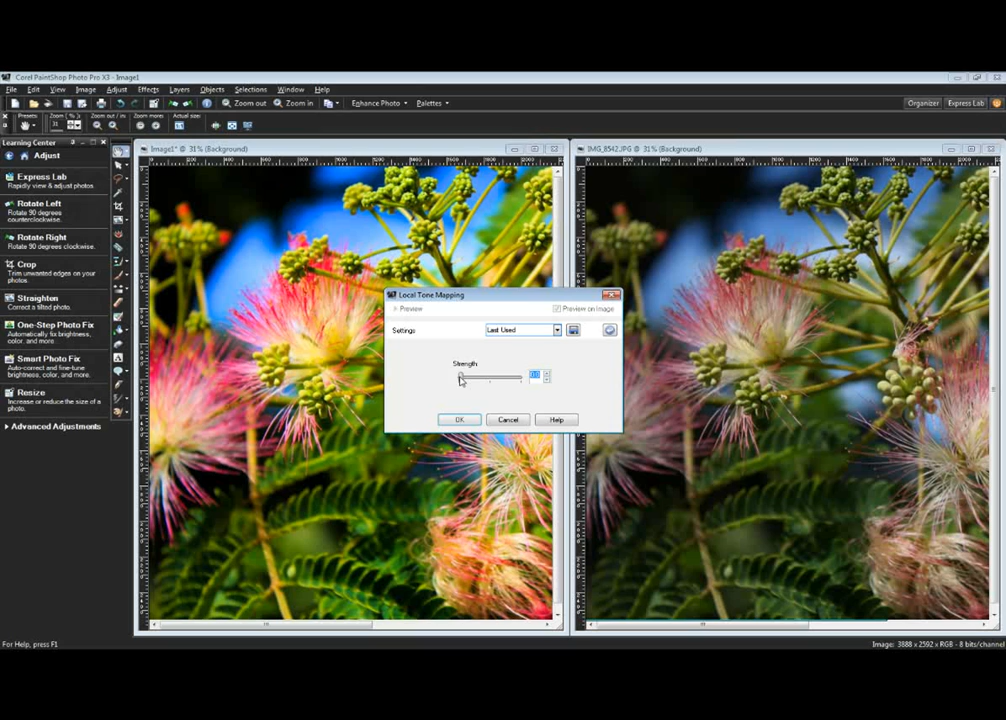 Corel PaintShop Photo Pro X3 - Image1
File Edit View Image Adjust Effects Layers Objects Selections Window Help
Zoom out Zoom in Enhance Photo Palettes Organizer Express Lab
Presets Zoom (%) Zoom out / in Zoom more Actual size
31
Learning Center
Adjust
Express Lab
Rapidly view & adjust photos.
Rotate Left
Rotate 90 degrees
counterclockwise.
Rotate Right
Rotate 90 degrees clockwise.
Crop
Trim unwanted edges on your
photos.
Straighten
Correct a tilted photo.
One-Step Photo Fix
Automatically fix brightness,
color, and more.
Smart Photo Fix
Auto-correct and fine-tune
brightness, color, and more.
Resize
Increase or reduce the size of a
photo.
Advanced Adjustments
Image1* @ 31% (Background)
IMG_8542.JPG @ 31% (Background)
Local Tone Mapping
Preview Preview on Image
Settings Last Used
Strength
OK Cancel Help
For Help, press F1
Image: 3888 x 2592 x RGB - 8 bits/channel